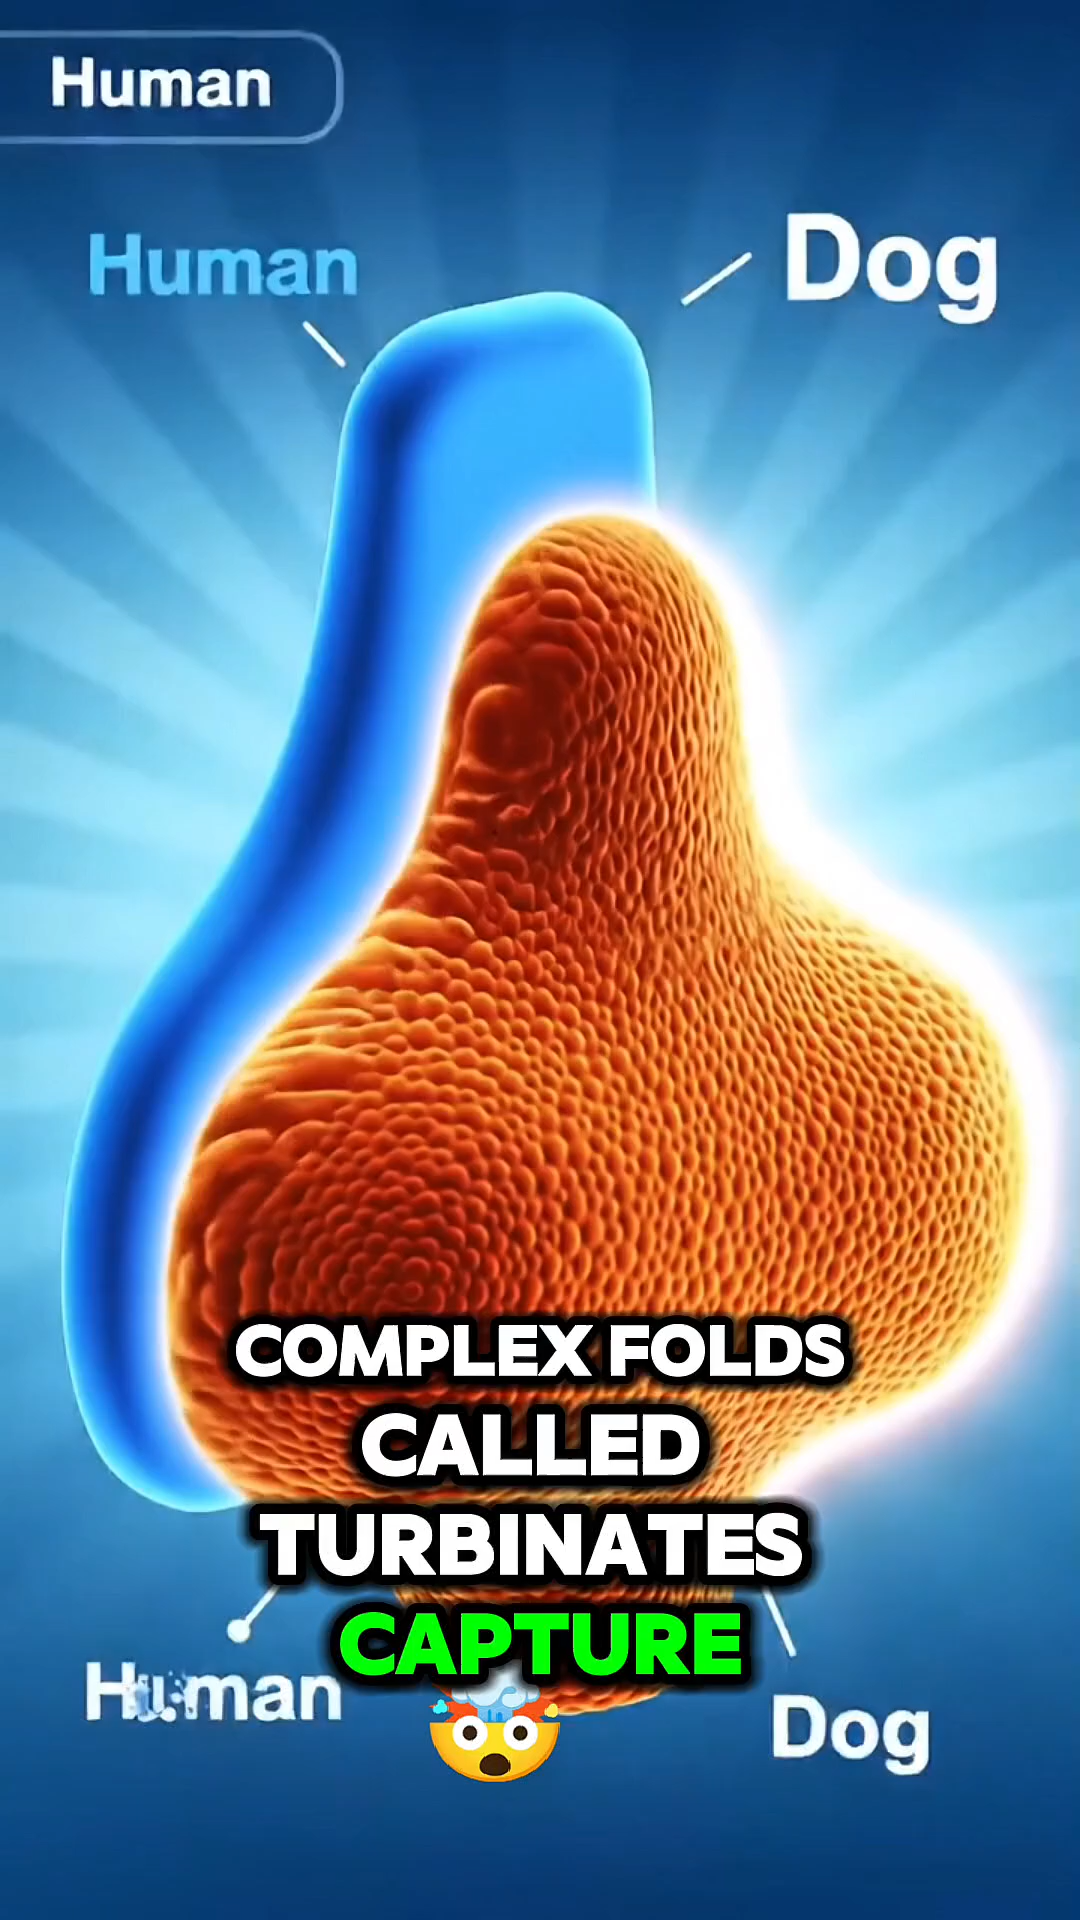 Human
Human
Dog
COMPLEX FOLDS
CALLED
TURBINATES
CAPTURE
Dog